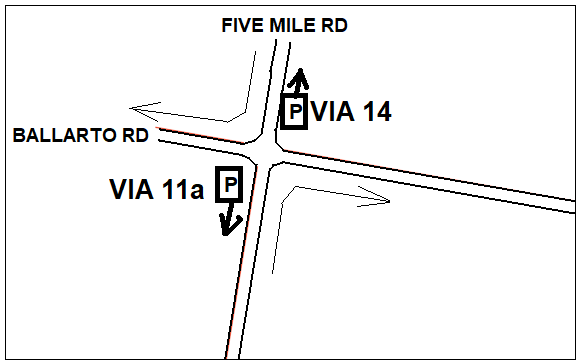 FIVE MILE RD
P VIA 14
BALLARTO RD
VIA 11a P